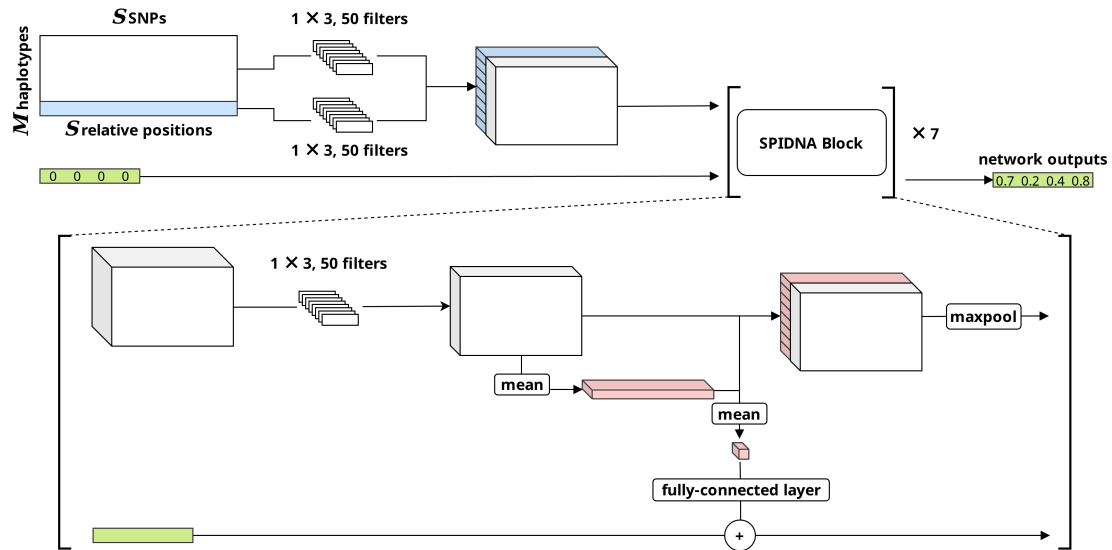 S SNPs
M haplotypes
1 × 3, 50 filters
S relative positions
1 × 3, 50 filters
0 0 0 0
SPIDNA Block
× 7
network outputs
0.7 0.2 0.4 0.8
1 × 3, 50 filters
maxpool
mean
mean
fully-connected layer
+